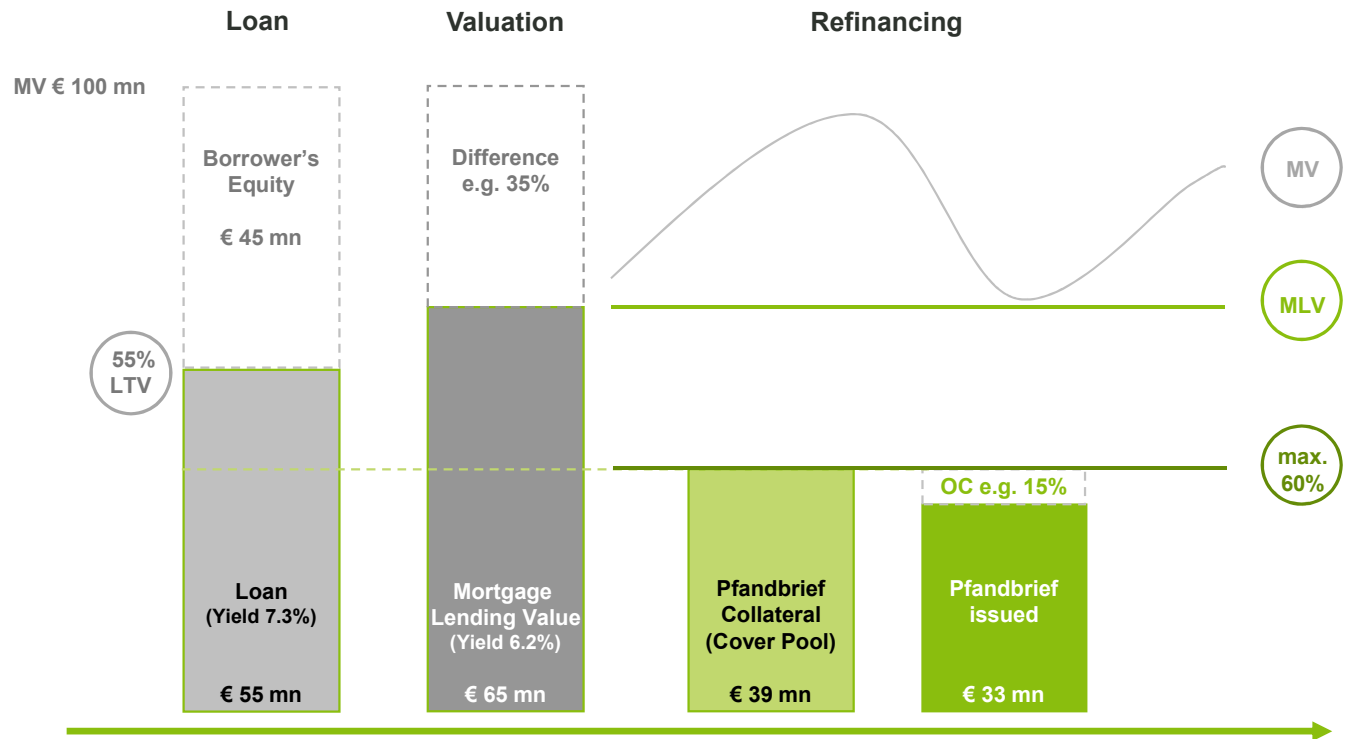 Loan
Valuation
Refinancing
MV € 100 mn
Borrower's
Equity
€ 45 mn
Difference
e.g. 35%
MV
MLV
55%
LTV
max.
60%
OC e.g. 15%
Loan
(Yield 7.3%)
€ 55 mn
Mortgage
Lending Value
(Yield 6.2%)
€ 65 mn
Pfandbrief
Collateral
(Cover Pool)
€ 39 mn
Pfandbrief
issued
€ 33 mn